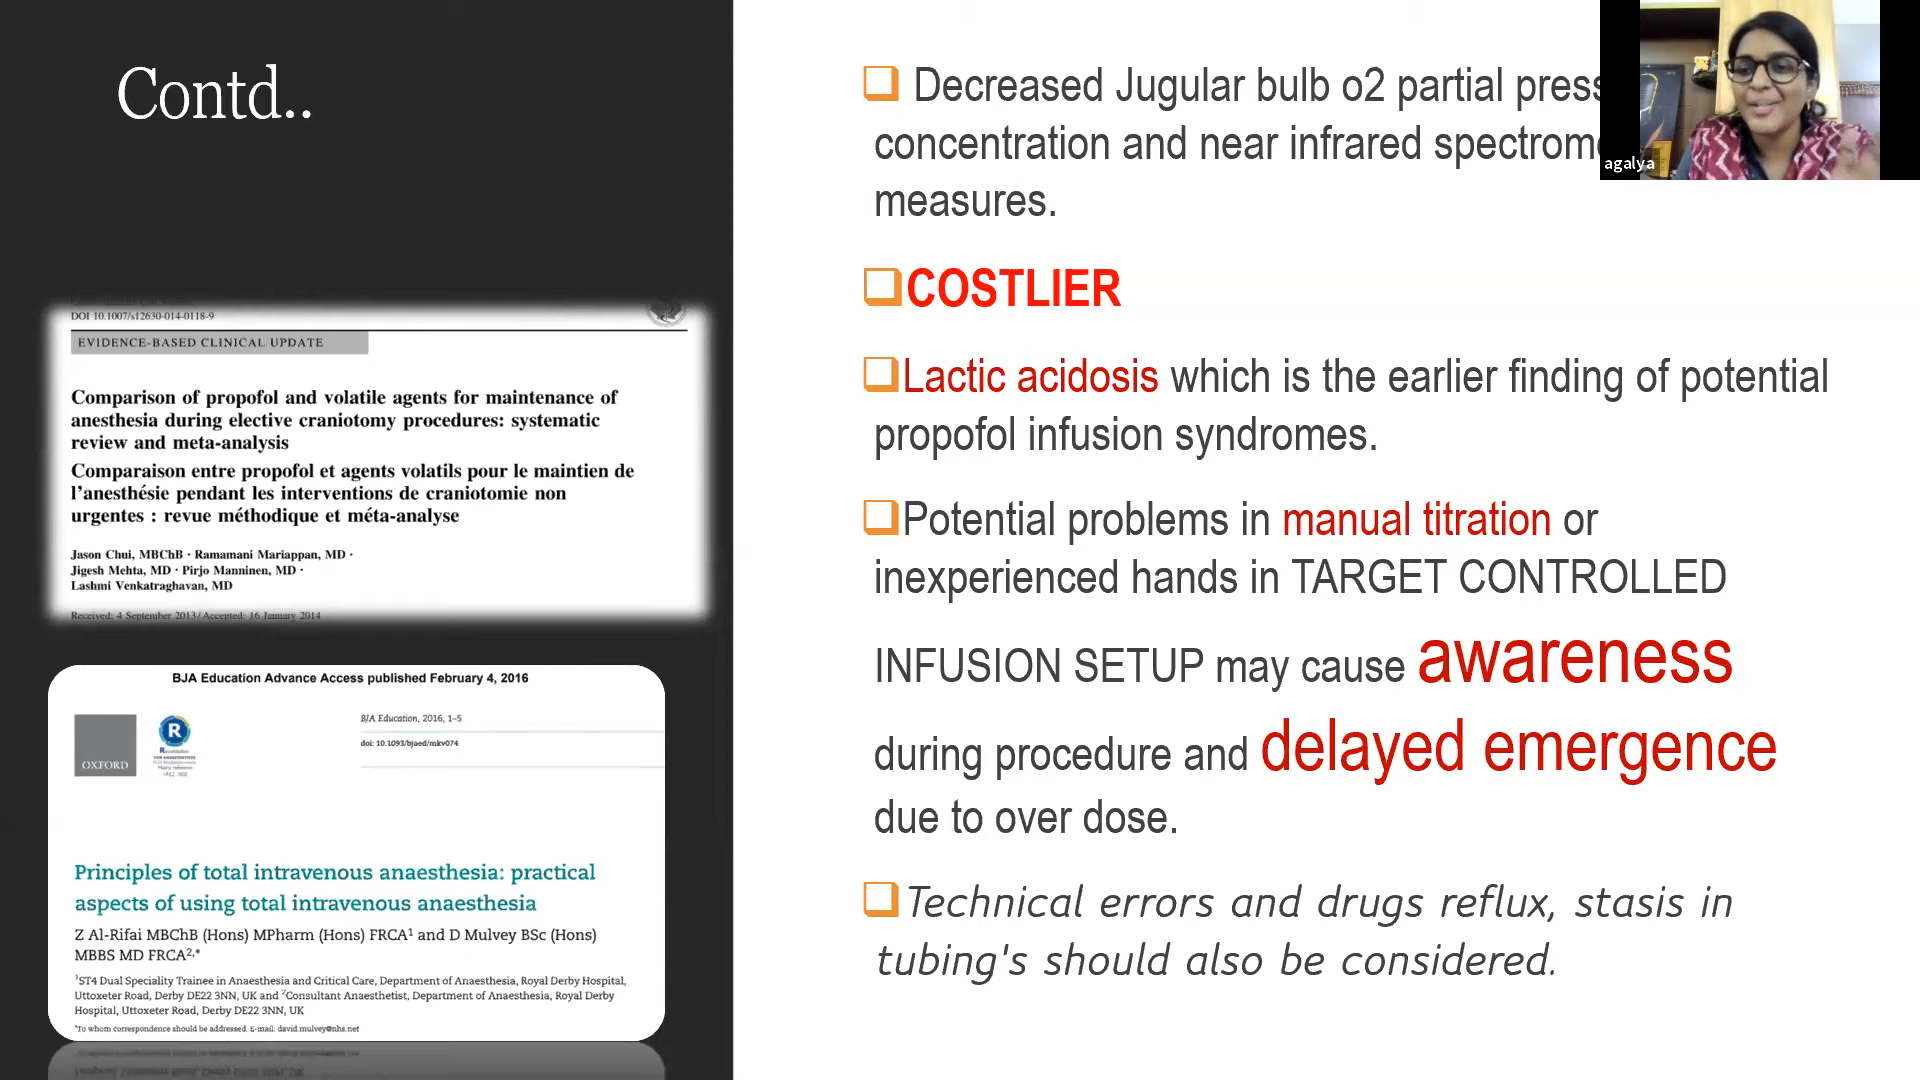 Contd..
DOI 10.1007/s12630-014-0118-9
EVIDENCE-BASED CLINICAL UPDATE
Comparison of propofol and volatile agents for maintenance of
anesthesia during elective craniotomy procedures: systematic
review and meta-analysis
Comparaison entre propofol et agents volatils pour le maintien de
l'anesthésie pendant les interventions de craniotomie non
urgentes : revue méthodique et méta-analyse
Jason Chui, MBChB · Ramamani Mariappan, MD ·
Jigesh Mehta, MD · Pirjo Manninen, MD ·
Lashmi Venkatraghavan, MD
Received: 4 September 2013 / Accepted: 16 January 2014
BJA Education Advance Access published February 4, 2016
OXFORD
R
BJA Education, 2016, 1–5
doi: 10.1093/bjaed/mkv074
Principles of total intravenous anaesthesia: practical
aspects of using total intravenous anaesthesia
Z Al-Rifai MBChB (Hons) MPharm (Hons) FRCA1 and D Mulvey BSc (Hons)
MBBS MD FRCA2,*
1ST4 Dual Speciality Trainee in Anaesthesia and Critical Care, Department of Anaesthesia, Royal Derby Hospital,
Uttoxeter Road, Derby DE22 3NN, UK and 2Consultant Anaesthetist, Department of Anaesthesia, Royal Derby
Hospital, Uttoxeter Road, Derby DE22 3NN, UK
*To whom correspondence should be addressed. E-mail: david.mulvey@nhs.net
Decreased Jugular bulb o2 partial press
concentration and near infrared spectrom
measures.
COSTLIER
Lactic acidosis which is the earlier finding of potential
propofol infusion syndromes.
Potential problems in manual titration or
inexperienced hands in TARGET CONTROLLED
INFUSION SETUP may cause awareness
during procedure and delayed emergence
due to over dose.
Technical errors and drugs reflux, stasis in
tubing's should also be considered.
agalya